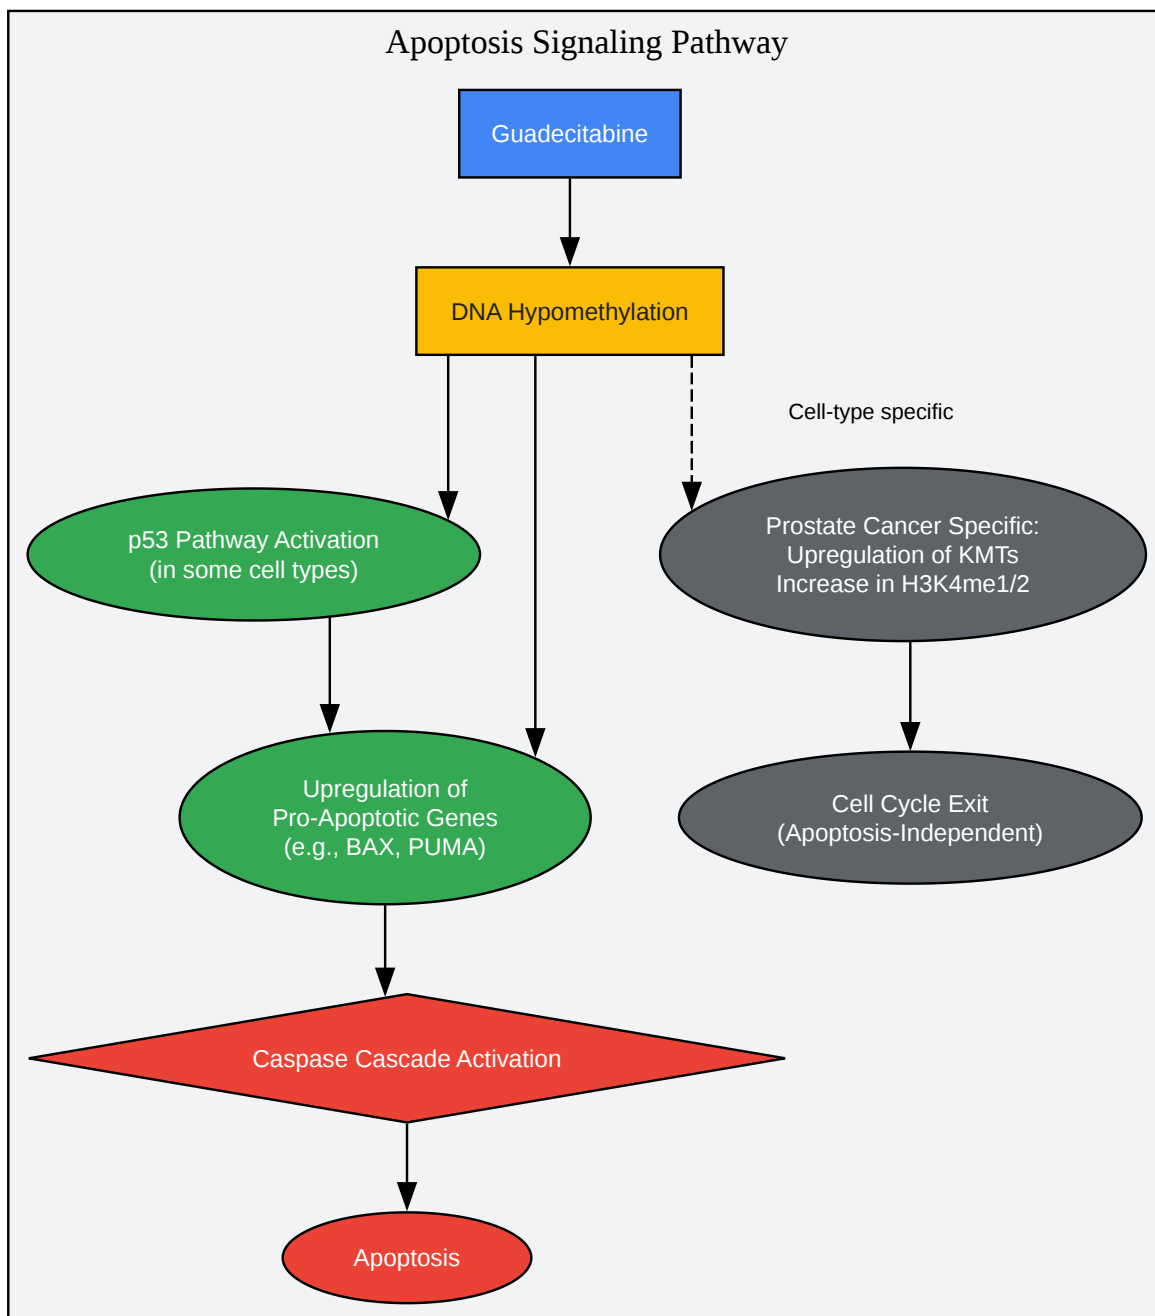 Apoptosis Signaling Pathway
Guadecitabine
DNA Hypomethylation
Cell-type specific
p53 Pathway Activation
(in some cell types)
Prostate Cancer Specific:
Upregulation of KMTs
Increase in H3K4me1/2
Upregulation of
Pro-Apoptotic Genes
(e.g., BAX, PUMA)
Cell Cycle Exit
(Apoptosis-Independent)
Caspase Cascade Activation
Apoptosis